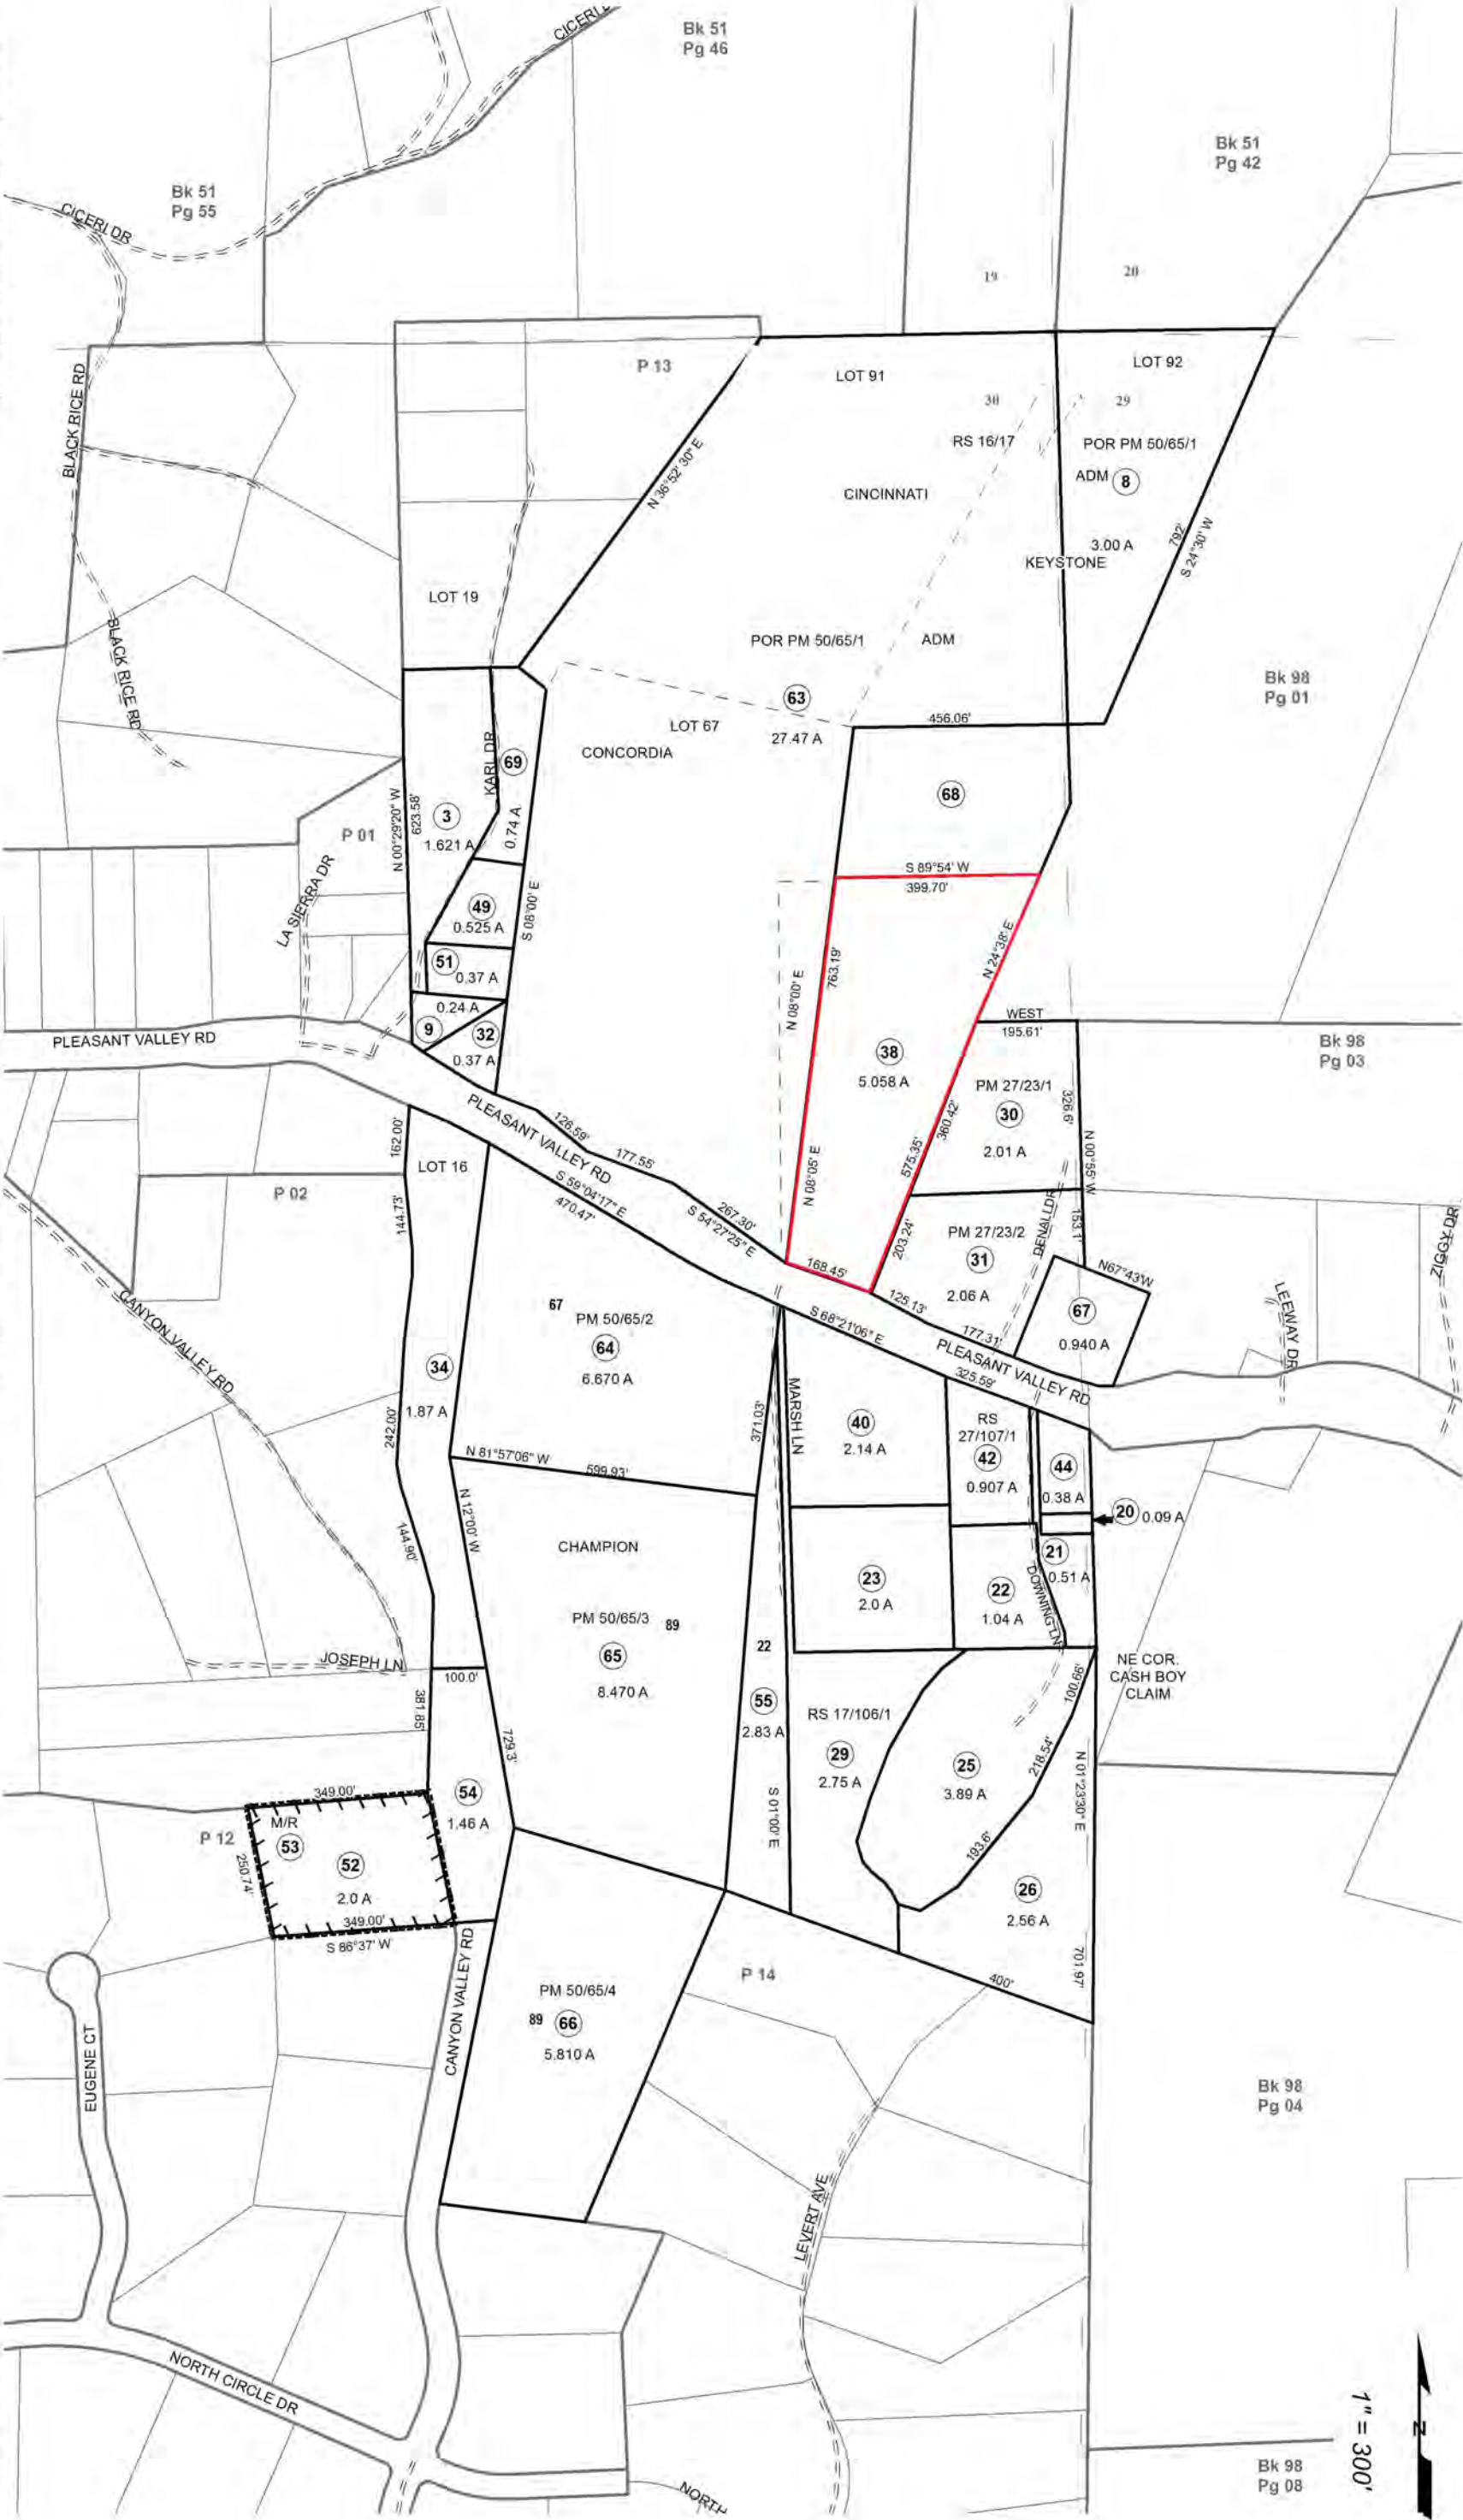 CICERI D
Bk 51
Pg 46
Bk 51
Pg 42
Bk 51
Pg 55
CICERI DR
19
20
P 13
LOT 91
LOT 92
BLACK RICE RD
30
29
RS 16/17
POR PM 50/65/1
N 36°52'30" E
ADM
8
CINCINNATI
792'
S 24°30' W
3.00 A
KEYSTONE
LOT 19
BLACK RICE RD
POR PM 50/65/1
ADM
Bk 98
Pg 01
63
LOT 67
456.06'
27.47 A
CONCORDIA
KARL DR
69
68
N 00°29'20" W
623.58'
3
0.74 A
P 01
1.621 A
S 89°54' W
399.70'
LA SIERRA DR
49
0.525 A
S 08°00' E
N 24°38' E
763.19'
51
0.37 A
N 08°00' E
0.24 A
WEST
195.61'
9
32
PLEASANT VALLEY RD
0.37 A
Bk 98
Pg 03
38
5.058 A
PM 27/23/1
326.6'
30
360.42'
PLEASANT VALLEY RD
126.59'
162.00'
177.55'
575.35'
2.01 A
N 00°55' W
LOT 16
S 59°04'17" E
470.47'
N 08°05' E
P 02
144.73'
267.30'
S 54°27'25" E
203.24'
PM 27/23/2
DENALI DR
153.1'
31
ZIGGY DR
168.45'
N67°43'W
2.06 A
125.13'
CANYON VALLEY RD
67
PM 50/65/2
S 68°21'06" E
67
LEEWAY DR
64
177.31'
0.940 A
34
6.670 A
PLEASANT VALLEY RD
325.59'
MARSH LN
1.87 A
371.03'
40
2.14 A
RS
27/107/1
42
0.907 A
242.00'
N 81°57'06" W
599.93'
44
0.38 A
N 12°00' W
20
0.09 A
144.90'
CHAMPION
21
0.51 A
23
2.0 A
22
1.04 A
DOWNING LN
PM 50/65/3
89
65
22
JOSEPH LN
100.0'
NE COR.
CASH BOY
CLAIM
8.470 A
100.66'
381.85'
55
2.83 A
RS 17/106/1
729.3'
29
2.75 A
25
3.89 A
218.54'
N 01°23'30" E
349.00'
54
1.46 A
S 01°00' E
M/R
53
P 12
193.6'
250.74'
52
2.0 A
26
2.56 A
349.00'
S 86°37' W
701.97'
CANYON VALLEY RD
P 14
400'
PM 50/65/4
89
66
5.810 A
EUGENE CT
Bk 98
Pg 04
LEVERT AVE
NORTH CIRCLE DR
1" = 300'
N
Bk 98
Pg 08
NORTH